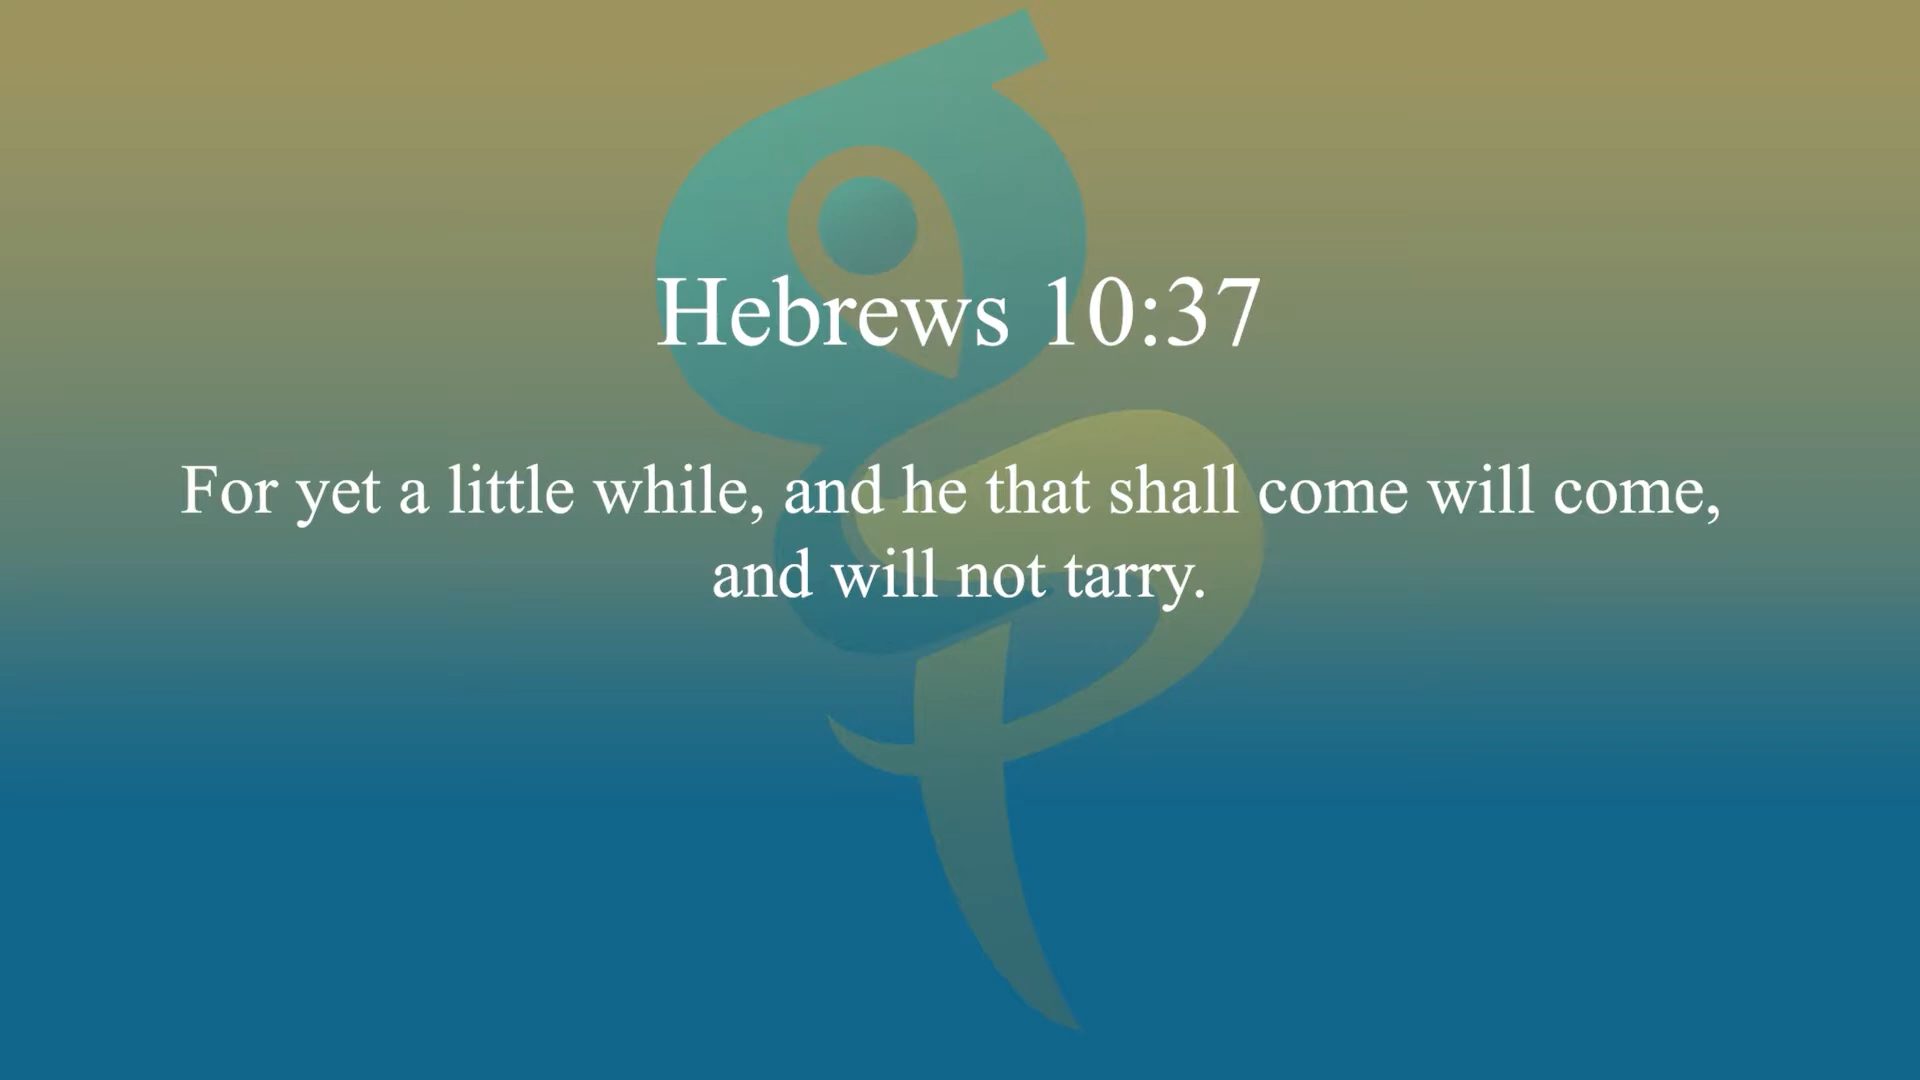 Hebrews 10:37
For yet a little while, and he that shall come will come,
and will not tarry.